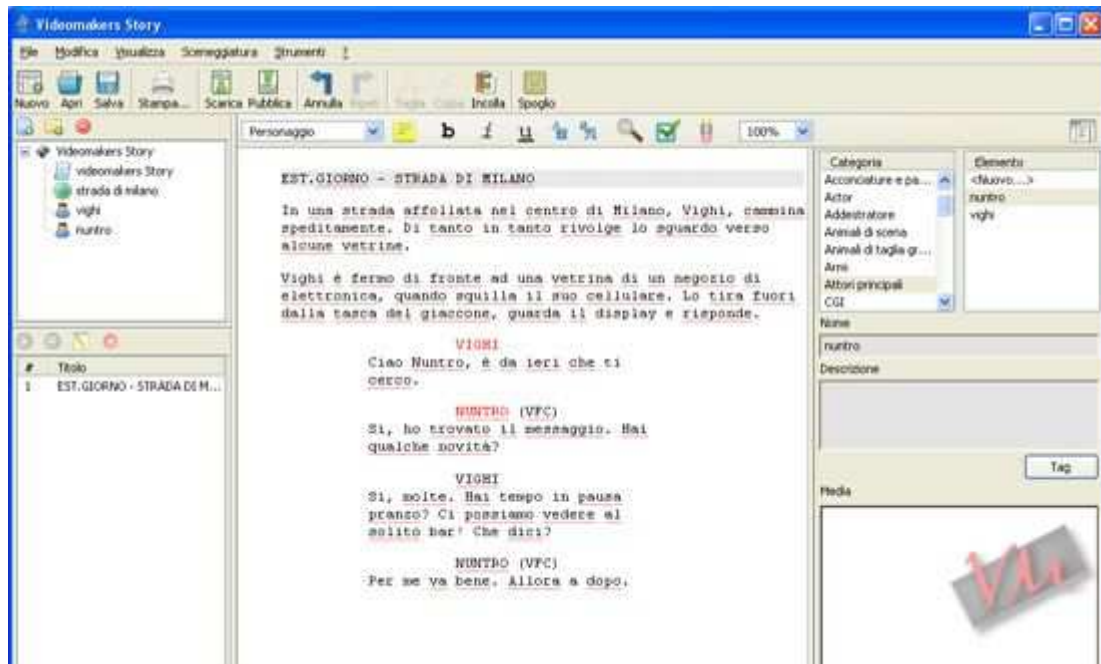 Videomakers Story
File Modifica Visualizza Sceneggiatura Strumenti ?
Nuovo Apri Salva Stampa... Scarica Pubblica Annulla Ripeti Taglia Copia Incolla Spoglio
Personaggio b i u 100%
Videomakers Story
videomakers Story
strada di milano
vighi
nuntro
# Titolo
1 EST.GIORNO - STRADA DI M...
EST.GIORNO - STRADA DI MILANO
In una strada affollata nel centro di Milano, Vighi, cammina
speditamente. Di tanto in tanto rivolge lo sguardo verso
alcune vetrine.
Vighi é fermo di fronte ad una vetrina di un negozio di
elettronica, quando squilla il suo cellulare. Lo tira fuori
dalla tasca del giaccone, guarda il display e risponde.
VIGHI
Ciao Nuntro, é da ieri che ti
cerco.
NUNTRO (VFC)
Si, ho trovato il messaggio. Hai
qualche novità?
VIGHI
Si, molte. Hai tempo in pausa
pranzo? Ci possiamo vedere al
solito bar! Che dici?
NUNTRO (VFC)
Per me va bene. Allora a dopo.
Categoria
Acconciature e pa...
Actor
Addestratore
Animali di scena
Animali di taglia gr...
Armi
Attori principali
CGI
Elemento
<Nuovo...>
nuntro
vighi
Nome
nuntro
Descrizione
Tag
Media